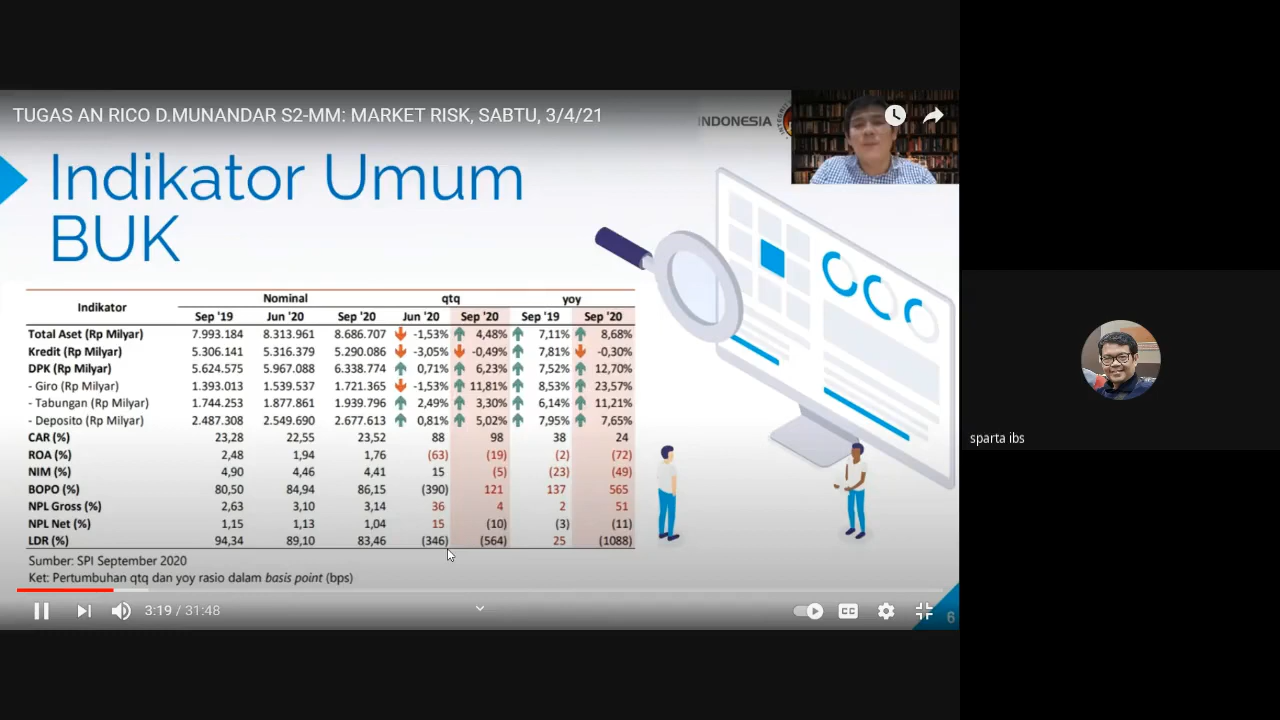 TUGAS AN RICO D.MUNANDAR S2-MM: MARKET RISK, SABTU, 3/4/21
INDONESIA
Indikator Umum
BUK
Indikator Nominal qtq yoy
Sep '19 Jun '20 Sep '20 Jun '20 Sep '20 Sep '19 Sep '20
Total Aset (Rp Milyar) 7.993.184 8.313.961 8.686.707 -1,53% 4,48% 7,11% 8,68%
Kredit (Rp Milyar) 5.306.141 5.316.379 5.290.086 -3,05% -0,49% 7,81% -0,30%
DPK (Rp Milyar) 5.624.575 5.967.088 6.338.774 0,71% 6,23% 7,52% 12,70%
- Giro (Rp Milyar) 1.393.013 1.539.537 1.721.365 -1,53% 11,81% 8,53% 23,57%
- Tabungan (Rp Milyar) 1.744.253 1.877.861 1.939.796 2,49% 3,30% 6,14% 11,21%
- Deposito (Rp Milyar) 2.487.308 2.549.690 2.677.613 0,81% 5,02% 7,95% 7,65%
CAR (%) 23,28 22,55 23,52 88 98 38 24
ROA (%) 2,48 1,94 1,76 (63) (19) (2) (72)
NIM (%) 4,90 4,46 4,41 15 (5) (23) (49)
BOPO (%) 80,50 84,94 86,15 (390) 121 137 565
NPL Gross (%) 2,63 3,10 3,14 36 4 2 51
NPL Net (%) 1,15 1,13 1,04 15 (10) (3) (11)
LDR (%) 94,34 89,10 83,46 (346) (564) 25 (1088)
Sumber: SPI September 2020
Ket: Pertumbuhan qtq dan yoy rasio dalam basis point (bps)
3:19 / 31:48
CC
6
sparta ibs